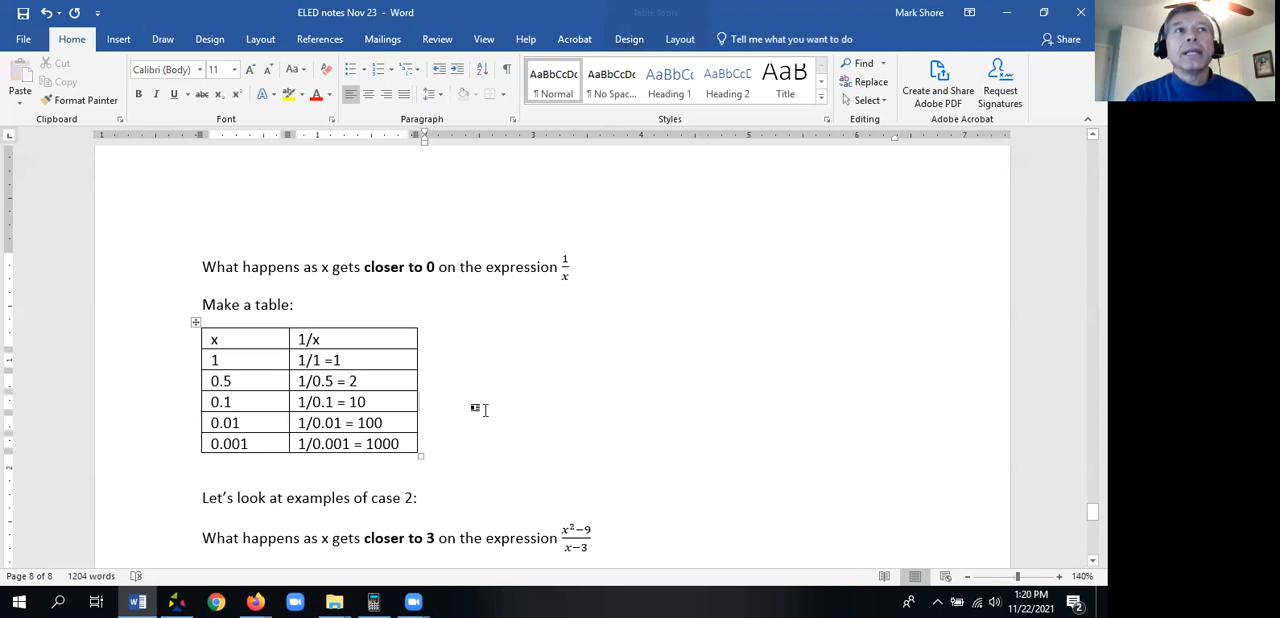 ELED notes Nov 23 - Word
Table Tools
Mark Shore
File Home Insert Draw Design Layout References Mailings Review View Help Acrobat Design Layout Tell me what you want to do Share
Paste
Cut
Copy
Format Painter
Clipboard
Calibri (Body) 11
Font
Paragraph
AaBbCcDc AaBbCcDc AaBbC AaBbCcD AaB
¶ Normal ¶ No Spac... Heading 1 Heading 2 Title
Styles
Find
Replace
Select
Editing
Create and Share Adobe PDF
Request Signatures
Adobe Acrobat
What happens as x gets closer to 0 on the expression 1/x
Make a table:
x 1/x
1 1/1 =1
0.5 1/0.5 = 2
0.1 1/0.1 = 10
0.01 1/0.01 = 100
0.001 1/0.001 = 1000
Let's look at examples of case 2:
What happens as x gets closer to 3 on the expression x²−9/x−3
Page 8 of 8 1204 words 140%
1:20 PM
11/22/2021
2